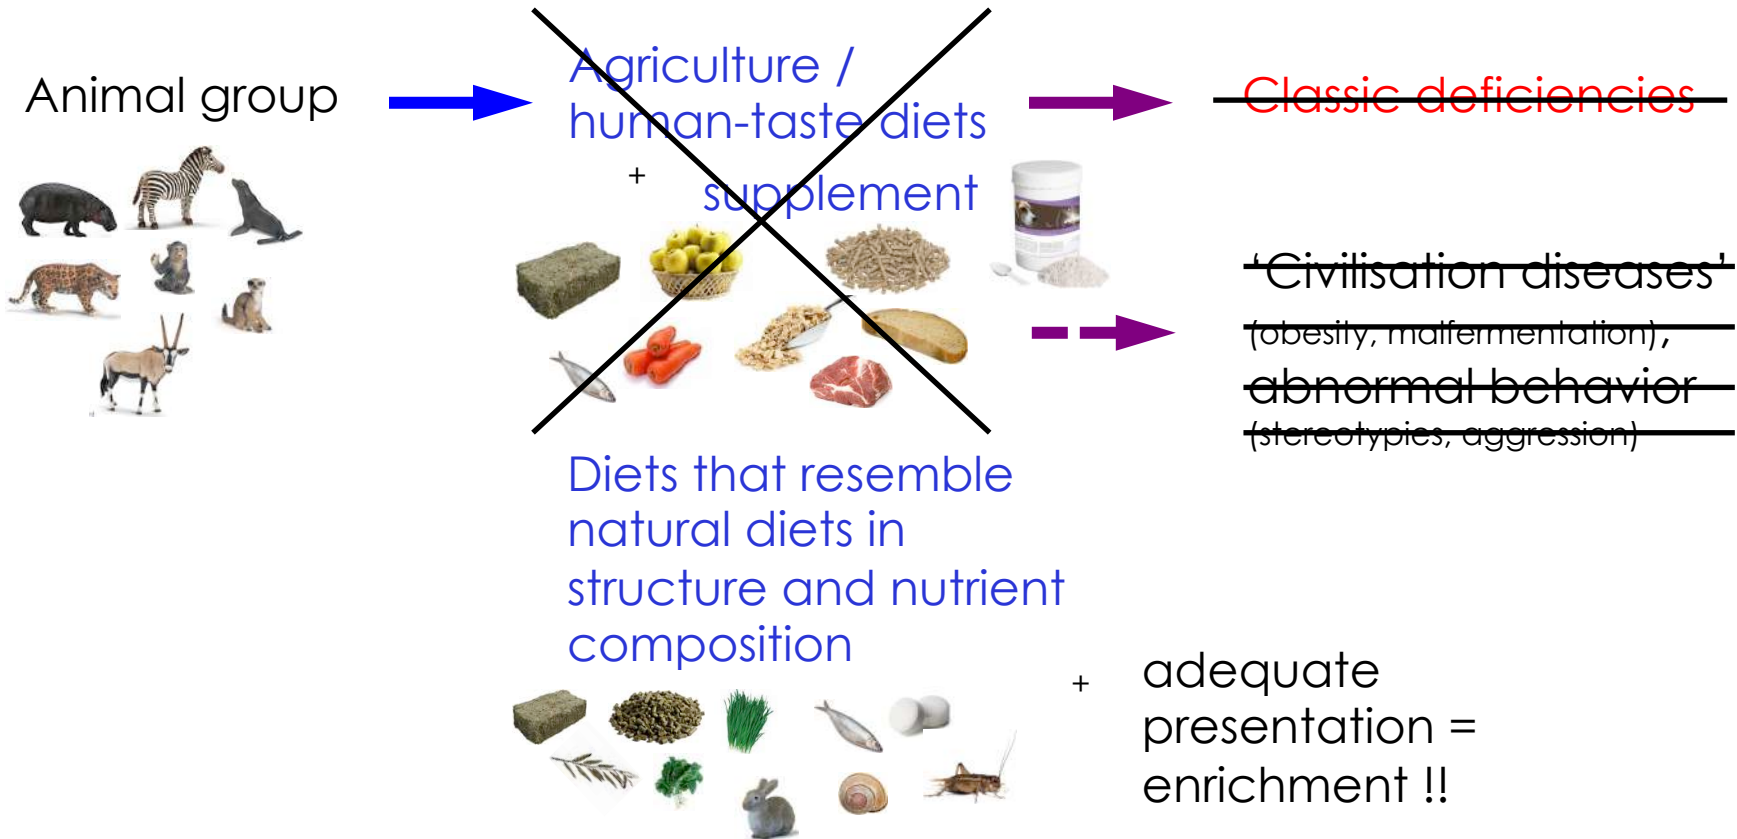 Animal group
Agriculture /
human-taste diets
+
supplement
Classic deficiencies
‘Civilisation diseases’
(obesity, malfermentation),
abnormal behavior
(stereotypies, aggression)
Diets that resemble
natural diets in
structure and nutrient
composition
+
adequate
presentation =
enrichment !!